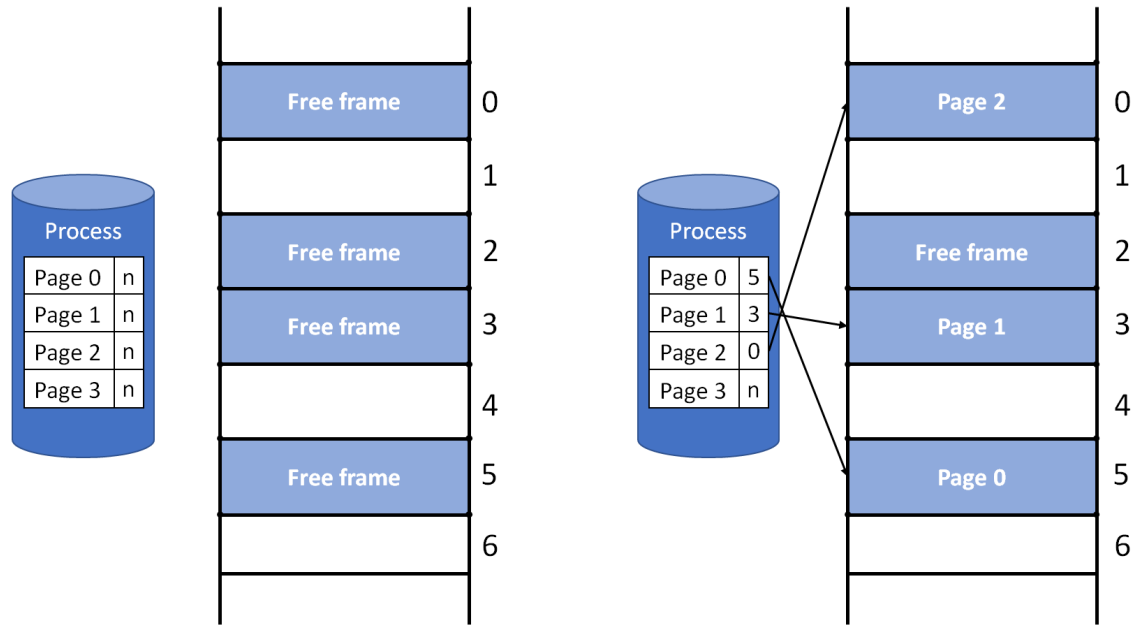 Process
Page 0 n
Page 1 n
Page 2 n
Page 3 n
Free frame 0
1
Free frame 2
Free frame 3
4
Free frame 5
6
Process
Page 0 5
Page 1 3
Page 2 0
Page 3 n
Page 2 0
1
Free frame 2
Page 1 3
4
Page 0 5
6